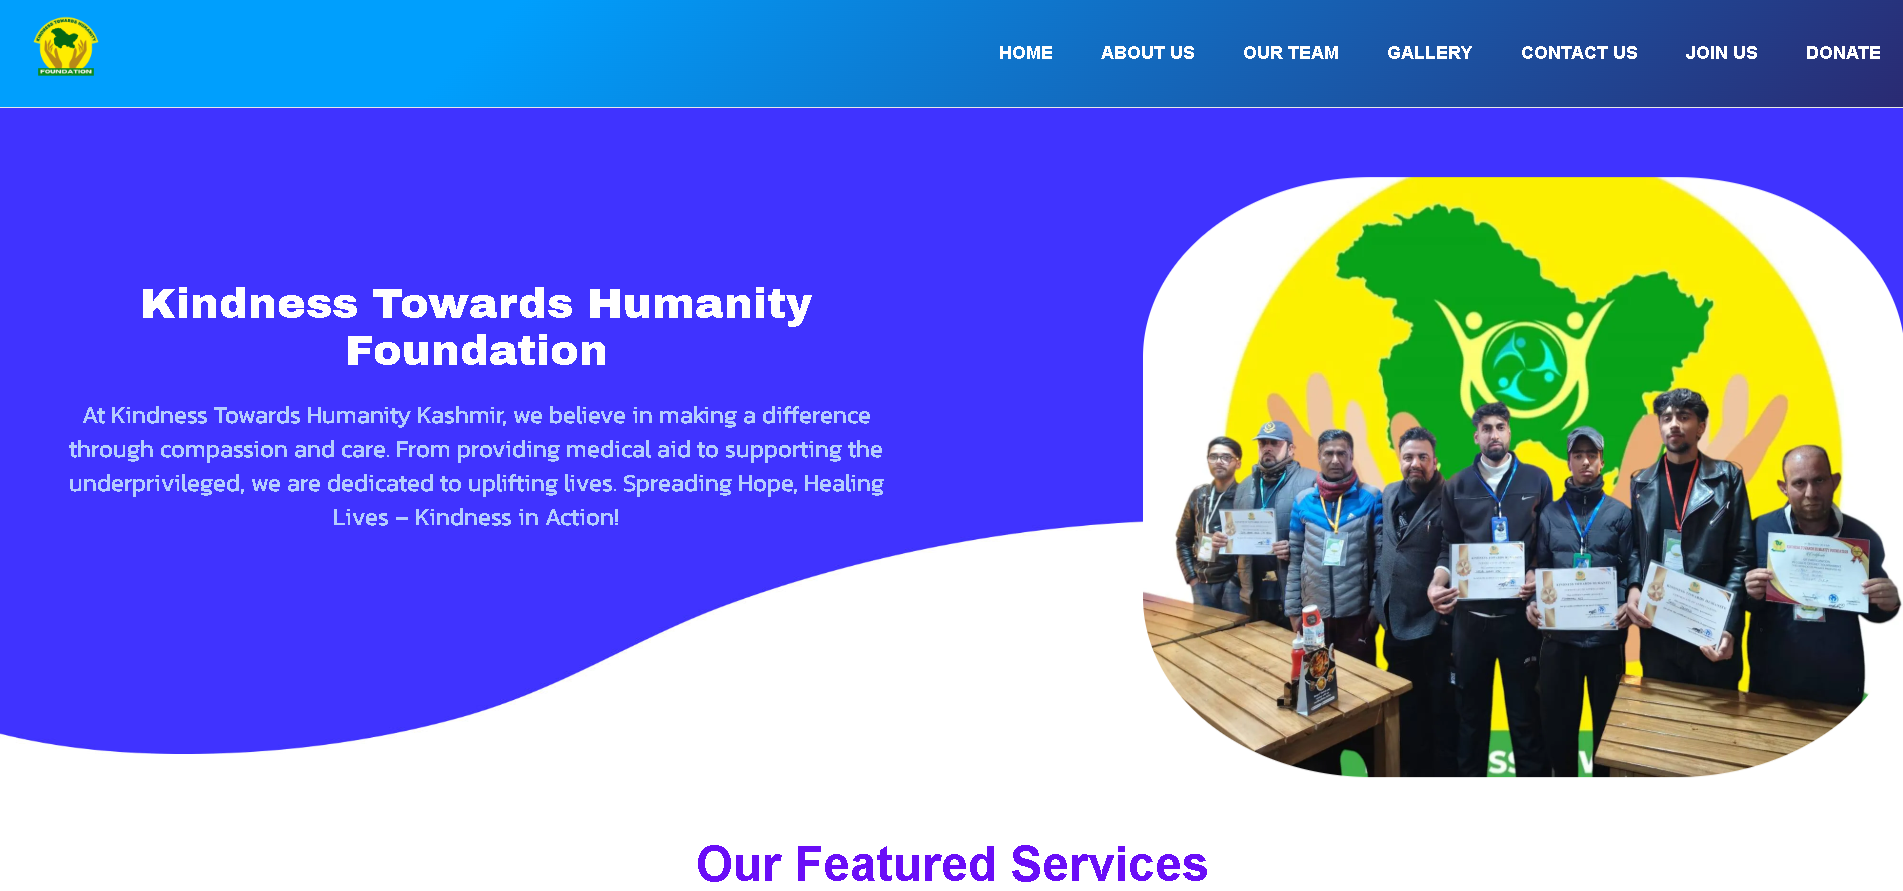 KINDNESS TOWARDS HUMANITY
FOUNDATION
HOME ABOUT US OUR TEAM GALLERY CONTACT US JOIN US DONATE
Kindness Towards Humanity
Foundation
At Kindness Towards Humanity Kashmir, we believe in making a difference
through compassion and care. From providing medical aid to supporting the
underprivileged, we are dedicated to uplifting lives. Spreading Hope, Healing
Lives – Kindness in Action!
Our Featured Services